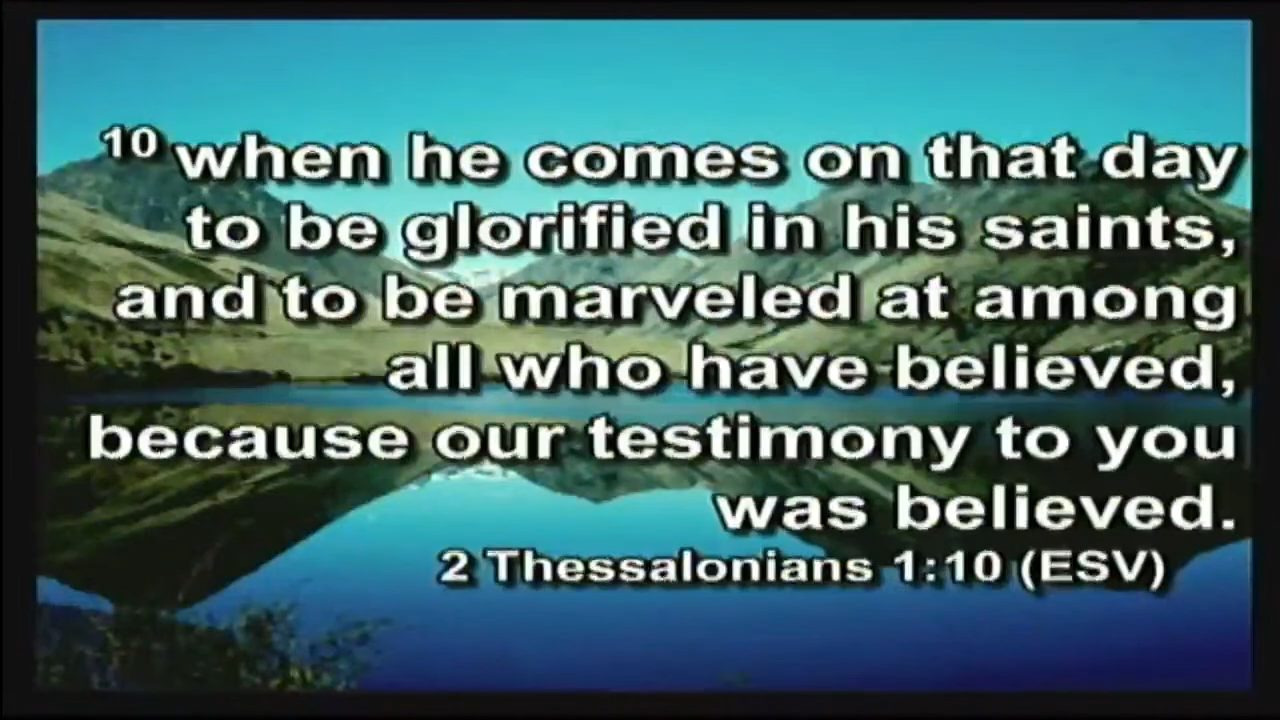 10 when he comes on that day
to be glorified in his saints,
and to be marveled at among
all who have believed,
because our testimony to you
was believed.
2 Thessalonians 1:10 (ESV)